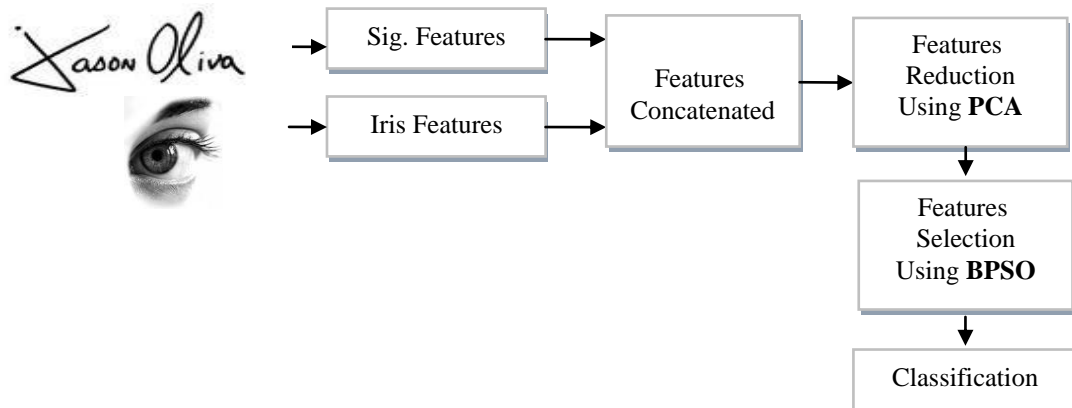 Jason Oliva
Sig. Features
Iris Features
Features
Concatenated
Features
Reduction
Using PCA
Features
Selection
Using BPSO
Classification